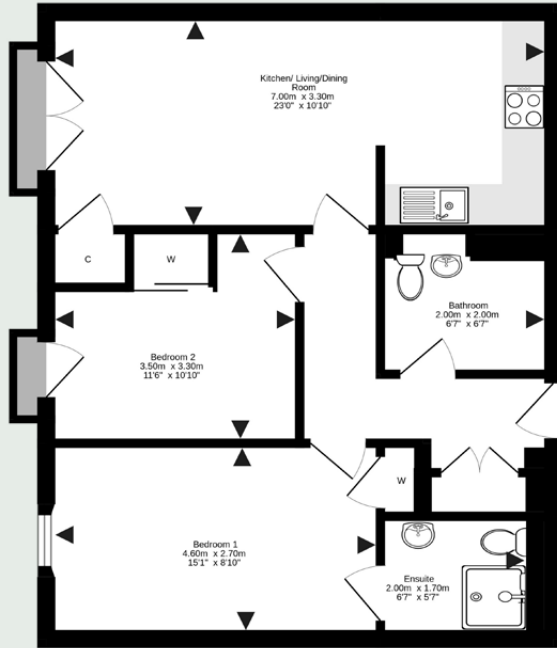 Kitchen/ Living/Dining
Room
7.00m x 3.30m
23'0" x 10'10"
C
W
Bathroom
2.00m x 2.00m
6'7" x 6'7"
Bedroom 2
3.50m x 3.30m
11'6" x 10'10"
W
Bedroom 1
4.60m x 2.70m
15'1" x 8'10"
Ensuite
2.00m x 1.70m
6'7" x 5'7"